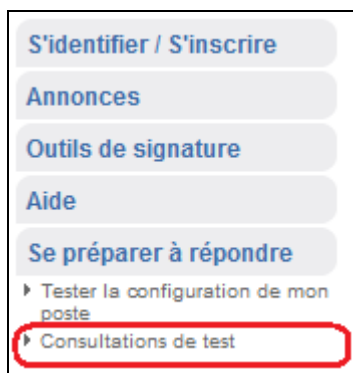 S'identifier / S'inscrire
Annonces
Outils de signature
Aide
Se préparer à répondre
Tester la configuration de mon
poste
Consultations de test